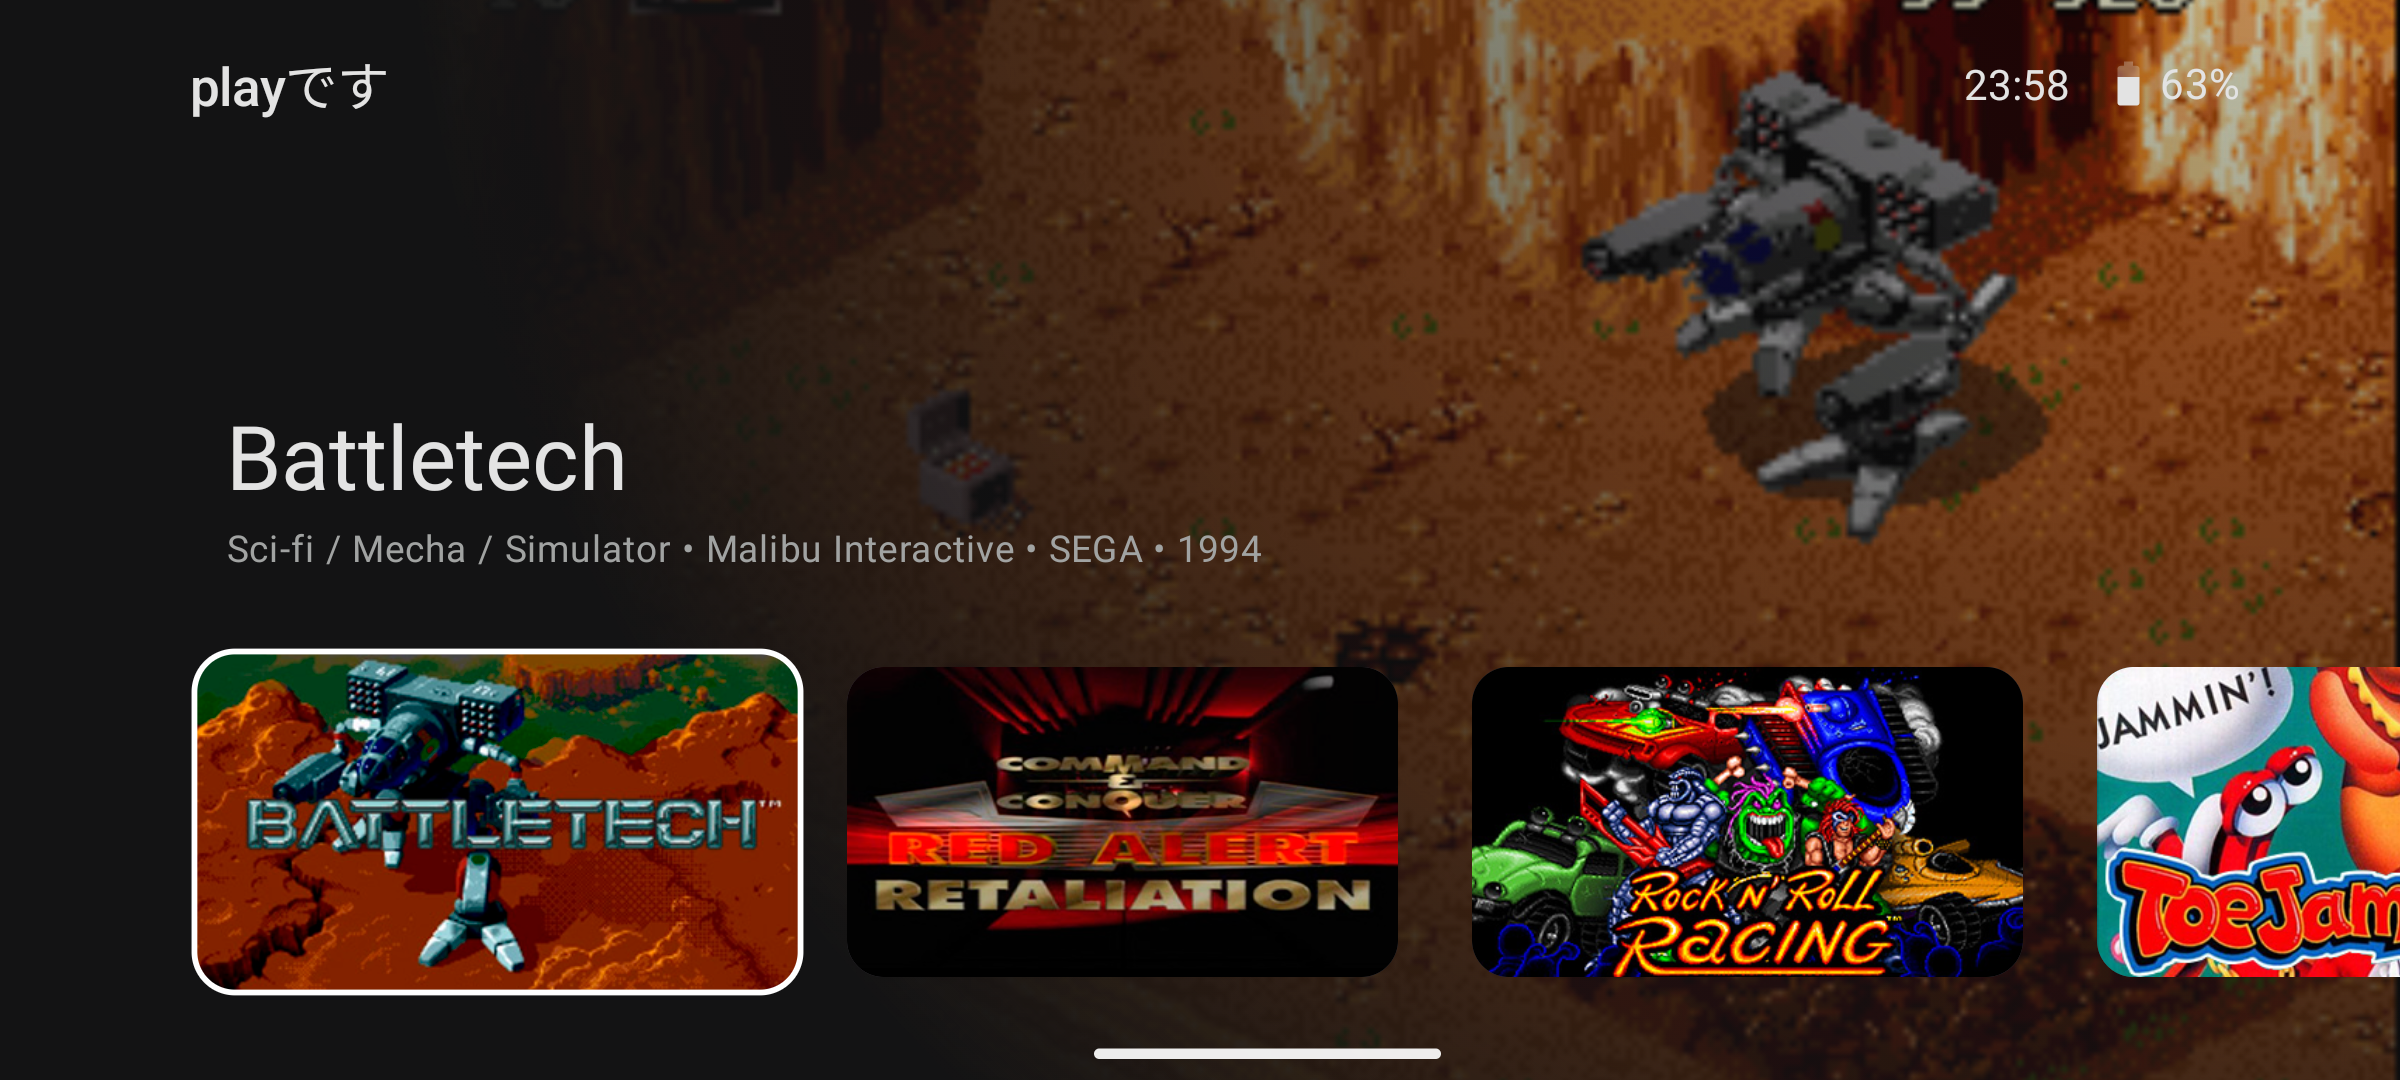 playです
23:58 63%
Battletech
Sci-fi / Mecha / Simulator • Malibu Interactive • SEGA • 1994
BATTLETECH™
COMMAND
&
CONQUER
RED ALERT
RETALIATION
ROCK N' ROLL
RACING™
JAMMIN'!
ToeJam